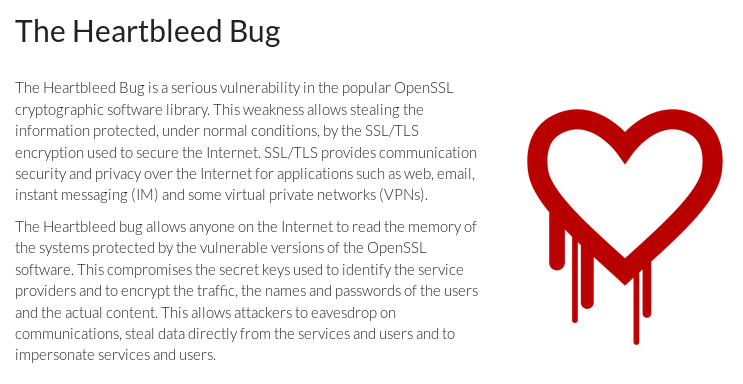 The Heartbleed Bug
The Heartbleed Bug is a serious vulnerability in the popular OpenSSL
cryptographic software library. This weakness allows stealing the
information protected, under normal conditions, by the SSL/TLS
encryption used to secure the Internet. SSL/TLS provides communication
security and privacy over the Internet for applications such as web, email,
instant messaging (IM) and some virtual private networks (VPNs).
The Heartbleed bug allows anyone on the Internet to read the memory of
the systems protected by the vulnerable versions of the OpenSSL
software. This compromises the secret keys used to identify the service
providers and to encrypt the traffic, the names and passwords of the users
and the actual content. This allows attackers to eavesdrop on
communications, steal data directly from the services and users and to
impersonate services and users.